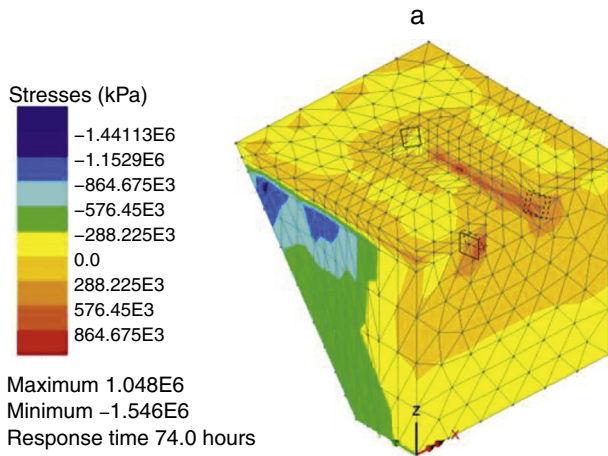 a
Stresses (kPa)
−1.44113E6
−1.1529E6
−864.675E3
−576.45E3
−288.225E3
0.0
288.225E3
576.45E3
864.675E3
Maximum 1.048E6
Minimum −1.546E6
Response time 74.0 hours
Z
X